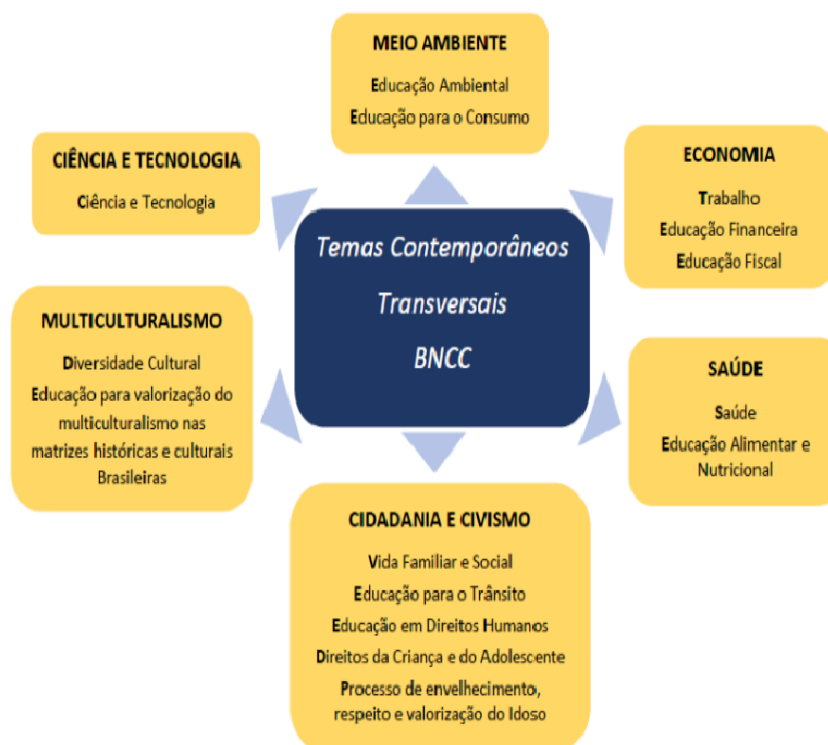 MEIO AMBIENTE
Educação Ambiental
Educação para o Consumo
CIÊNCIA E TECNOLOGIA
Ciência e Tecnologia
ECONOMIA
Trabalho
Educação Financeira
Educação Fiscal
Temas Contemporâneos
Transversais
BNCC
MULTICULTURALISMO
Diversidade Cultural
Educação para valorização do
multiculturalismo nas
matrizes históricas e culturais
Brasileiras
SAÚDE
Saúde
Educação Alimentar e
Nutricional
CIDADANIA E CIVISMO
Vida Familiar e Social
Educação para o Trânsito
Educação em Direitos Humanos
Direitos da Criança e do Adolescente
Processo de envelhecimento,
respeito e valorização do Idoso